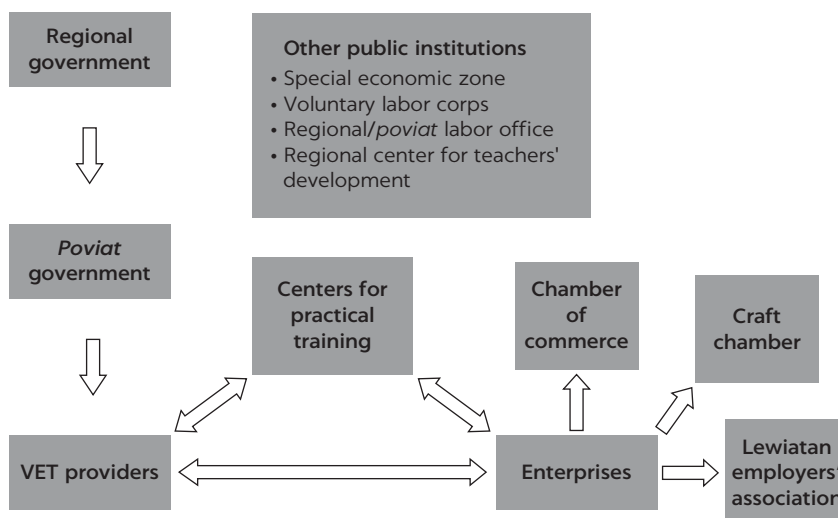 Regional
government
Other public institutions
• Special economic zone
• Voluntary labor corps
• Regional/poviat labor office
• Regional center for teachers'
development
Poviat
government
Centers for
practical
training
Chamber
of
commerce
Craft
chamber
VET providers
Enterprises
Lewiatan
employers'
association